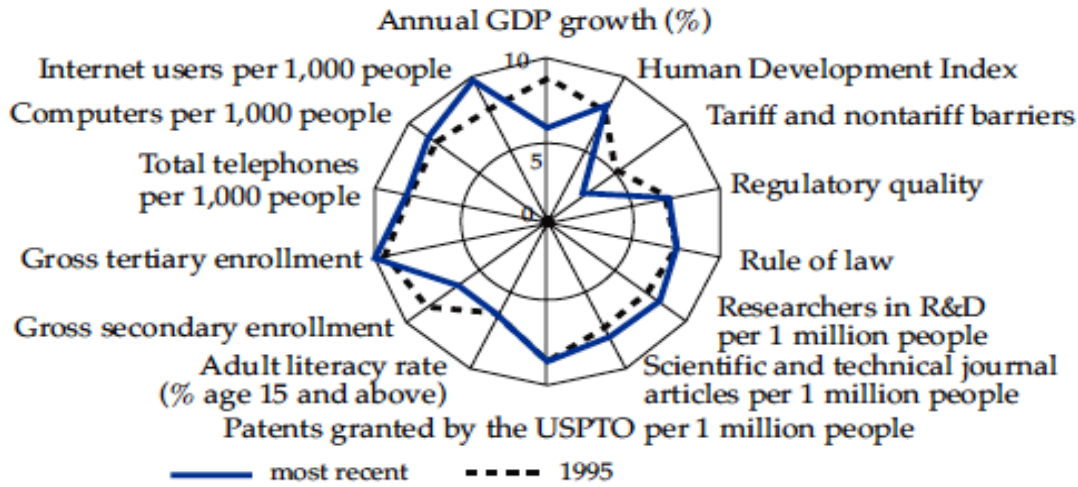 Annual GDP growth (%)
10
Internet users per 1,000 people
Human Development Index
Computers per 1,000 people
Tariff and nontariff barriers
5
Total telephones
per 1,000 people
Regulatory quality
0
Gross tertiary enrollment
Rule of law
Gross secondary enrollment
Researchers in R&D
per 1 million people
Adult literacy rate
(% age 15 and above)
Scientific and technical journal
articles per 1 million people
Patents granted by the USPTO per 1 million people
most recent
1995